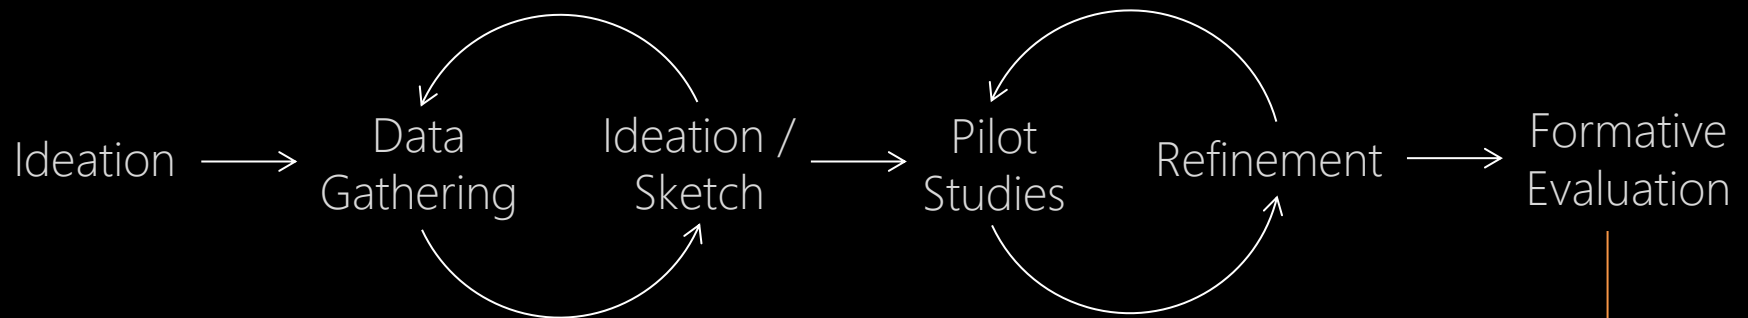 Ideation
Data
Gathering
Ideation /
Sketch
Pilot
Studies
Refinement
Formative
Evaluation